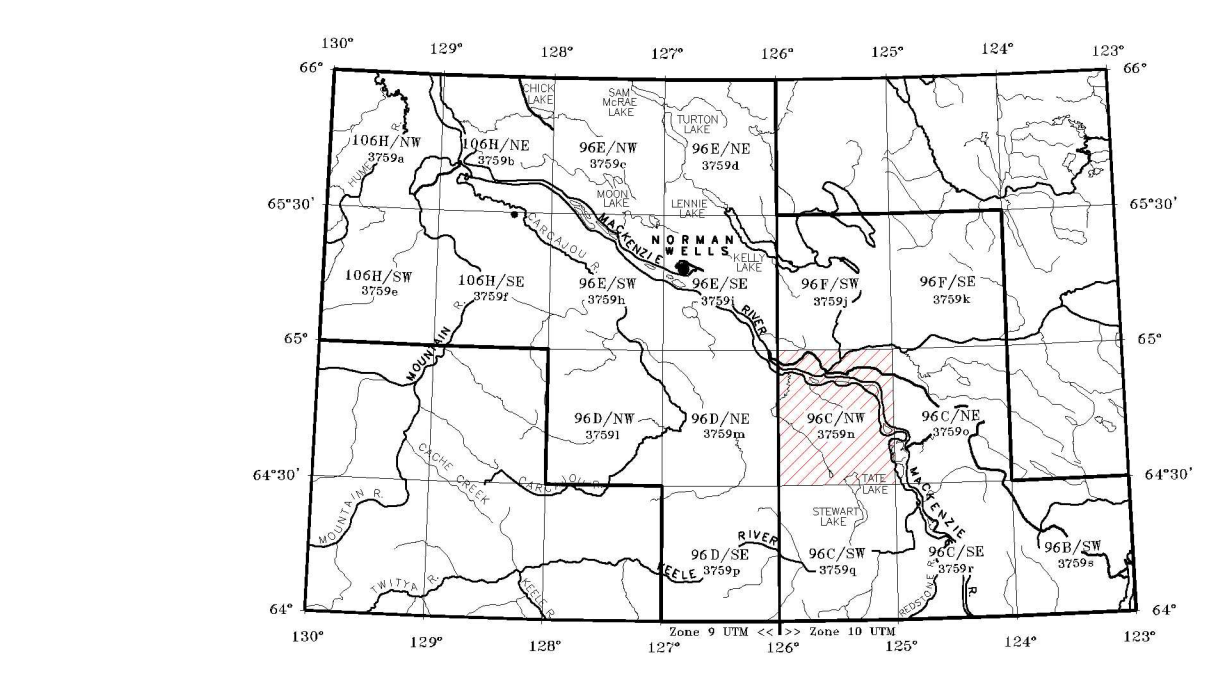 130°
129°
128°
127°
126°
125°
124°
123°
66°
66°
CHICK
LAKE
SAM
McRAE
LAKE
TURTON
LAKE
106H/NW
3759a
HUME R.
106H/NE
3759b
96E/NW
3759c
96E/NE
3759d
MOON
LAKE
LENNIE
LAKE
65°30'
65°30'
CARCAJOU R.
MACKENZIE
NORMAN
WELLS
KELLY
LAKE
106H/SW
3759e
106H/SE
3759f
96E/SW
3759h
96E/SE
3759i
96F/SW
3759j
96F/SE
3759k
RIVER
65°
65°
MOUNTAIN R.
96D/NW
3759l
96D/NE
3759m
96C/NW
3759n
96C/NE
3759o
CACHE CREEK
64°30'
64°30'
CARCAJOU R.
TATE
LAKE
MACKENZIE
MOUNTAIN R.
STEWART
LAKE
RIVER
96D/SE
3759p
96C/SW
3759q
96C/SE
3759r
96B/SW
3759s
TWITYA R.
KEELE R.
KEELE
REDSTONE R.
R.
64°
64°
Zone 9 UTM << >> Zone 10 UTM
130°
129°
128°
127°
126°
125°
124°
123°